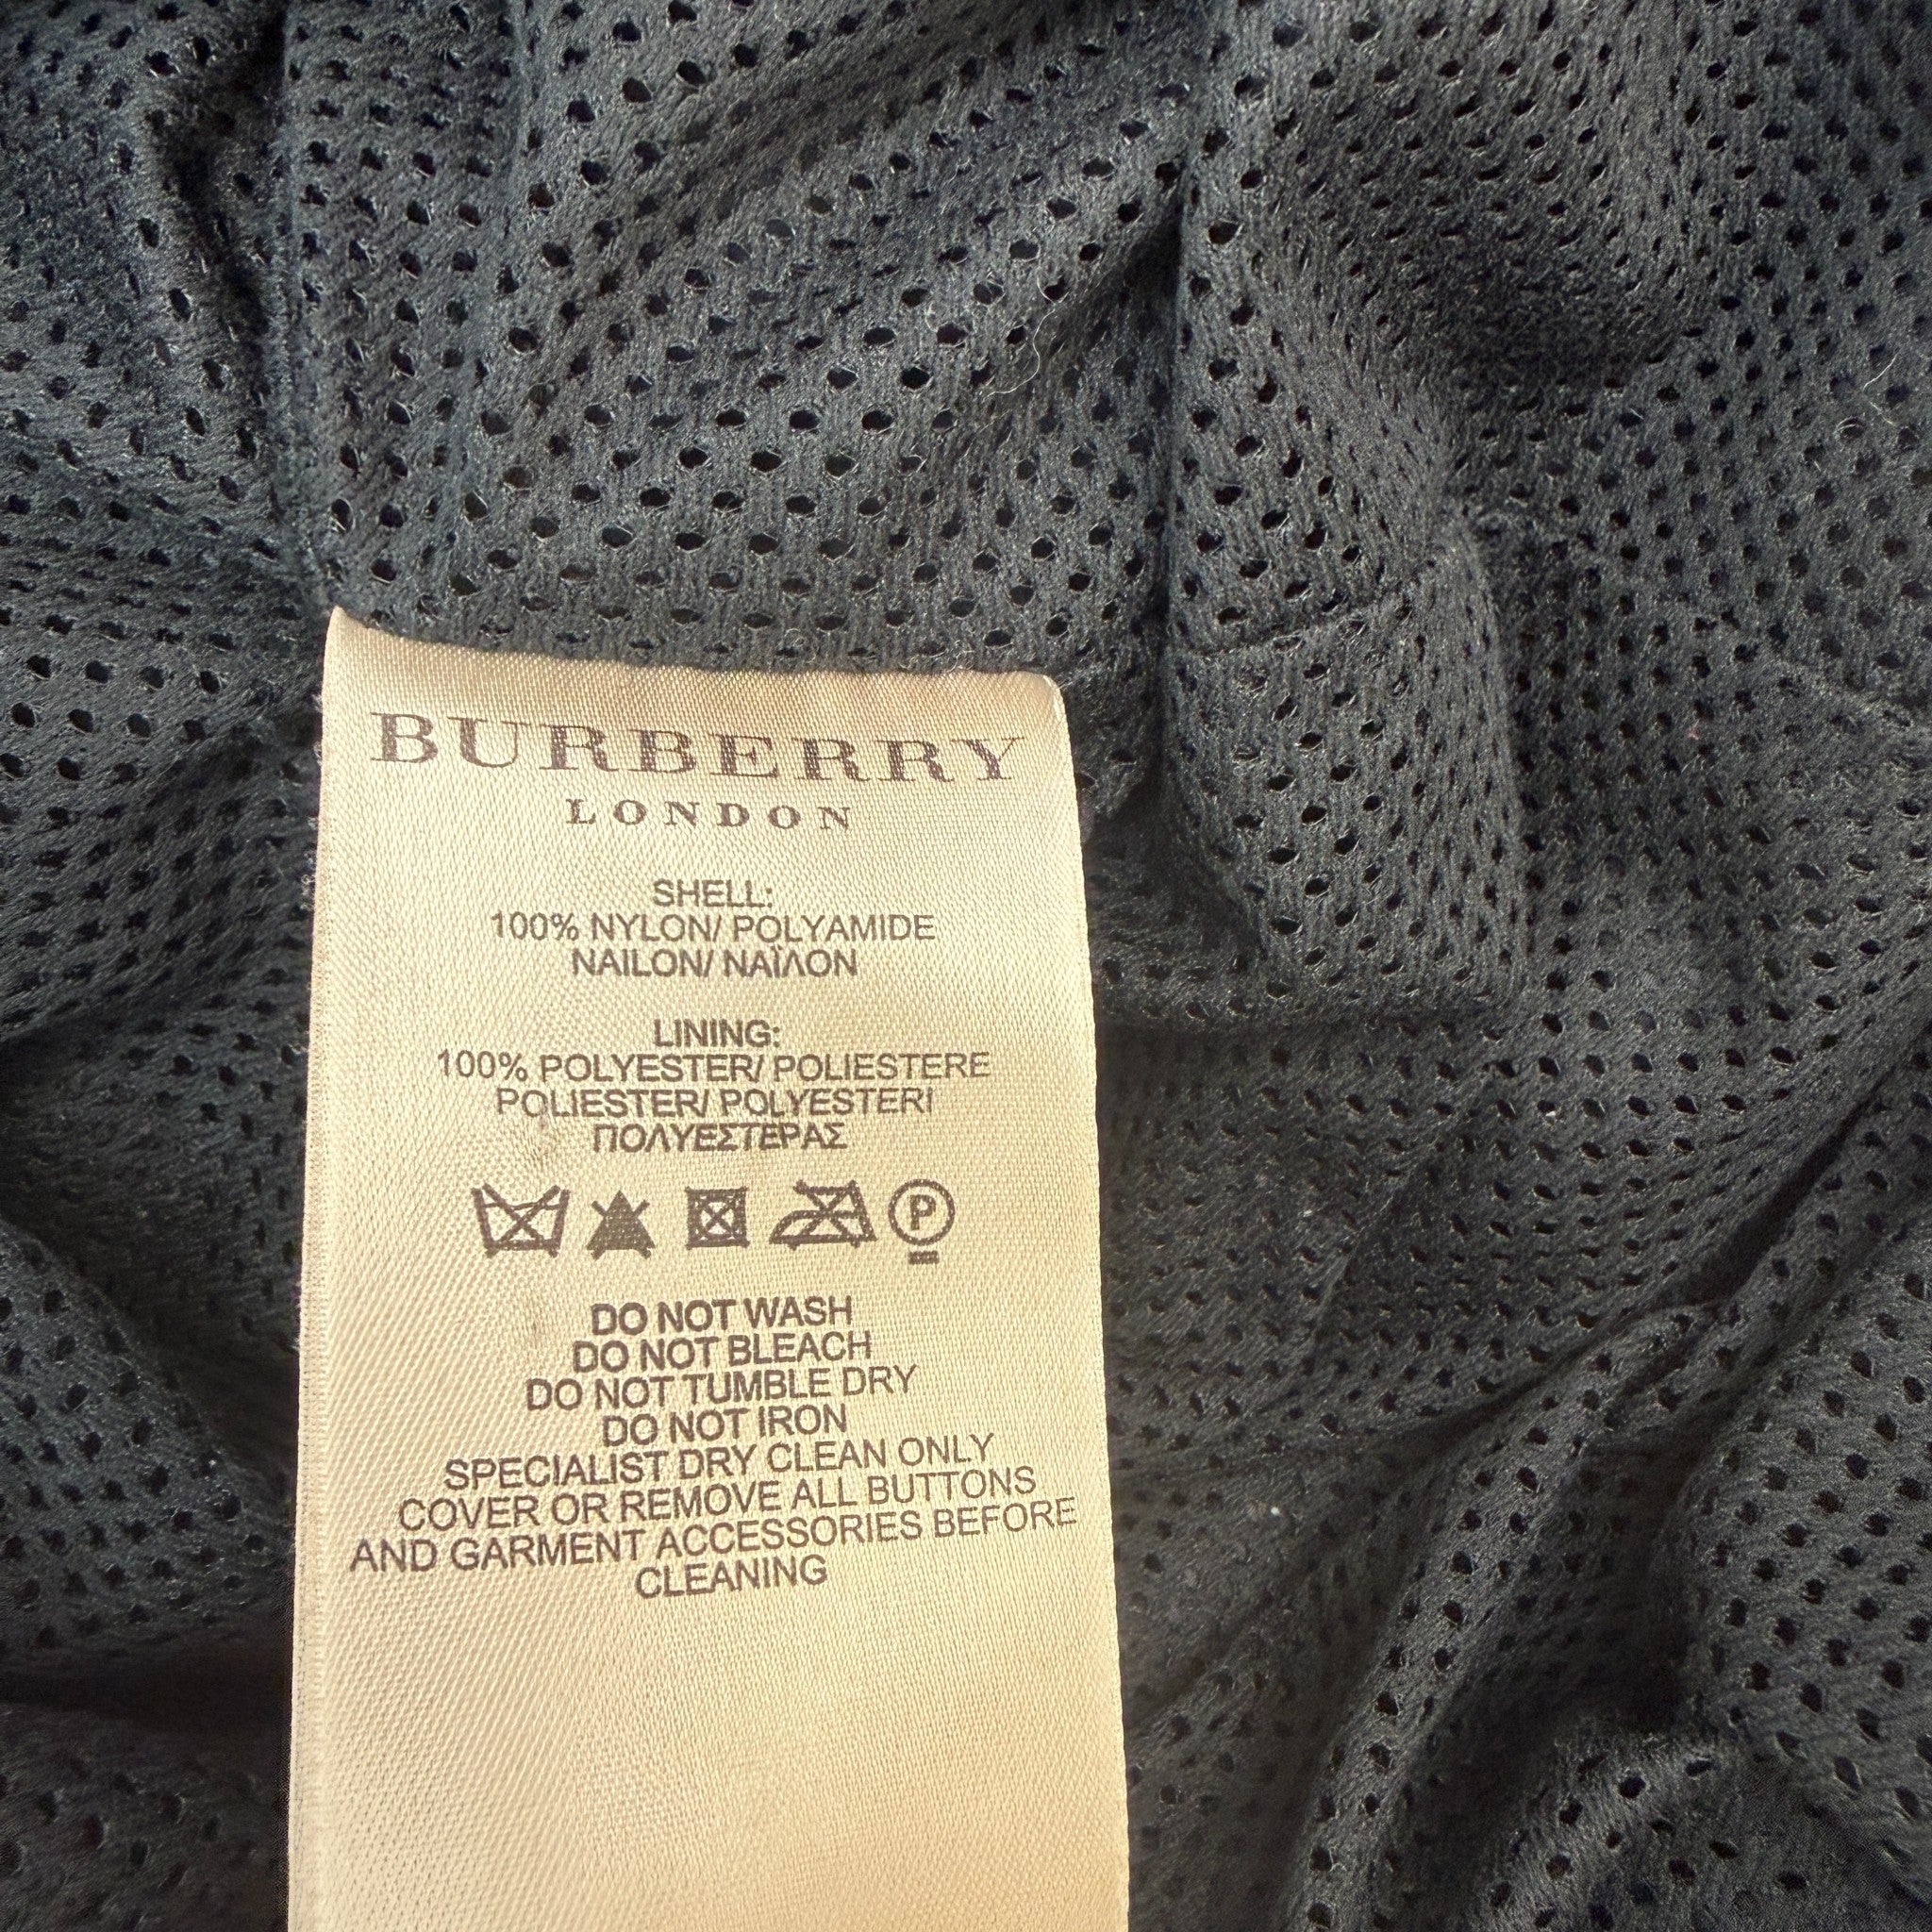 BURBERRY
LONDON
SHELL:
100% NYLON/ POLYAMIDE
NAILON/ ΝΑΪΛΟΝ
LINING:
100% POLYESTER/ POLIESTERE
POLIESTER/ POLYESTERI
ΠΟΛΥΕΣΤΕΡΑΣ
P
DO NOT WASH
DO NOT BLEACH
DO NOT TUMBLE DRY
DO NOT IRON
SPECIALIST DRY CLEAN ONLY
COVER OR REMOVE ALL BUTTONS
AND GARMENT ACCESSORIES BEFORE
CLEANING